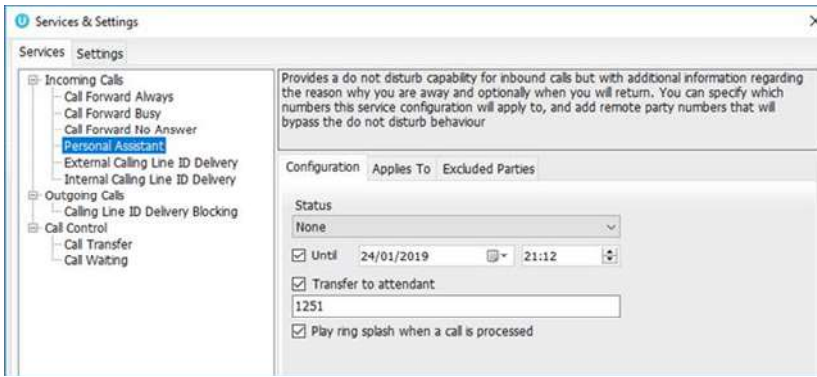 Services & Settings
Services Settings
Incoming Calls
Call Forward Always
Call Forward Busy
Call Forward No Answer
Personal Assistant
External Calling Line ID Delivery
Internal Calling Line ID Delivery
Outgoing Calls
Calling Line ID Delivery Blocking
Call Control
Call Transfer
Call Waiting
Provides a do not disturb capability for inbound calls but with additional information regarding
the reason why you are away and optionally when you will return. You can specify which
numbers this service configuration will apply to, and add remote party numbers that will
bypass the do not disturb behaviour
Configuration Applies To Excluded Parties
Status
None
Until 24/01/2019 21:12
Transfer to attendant
1251
Play ring splash when a call is processed